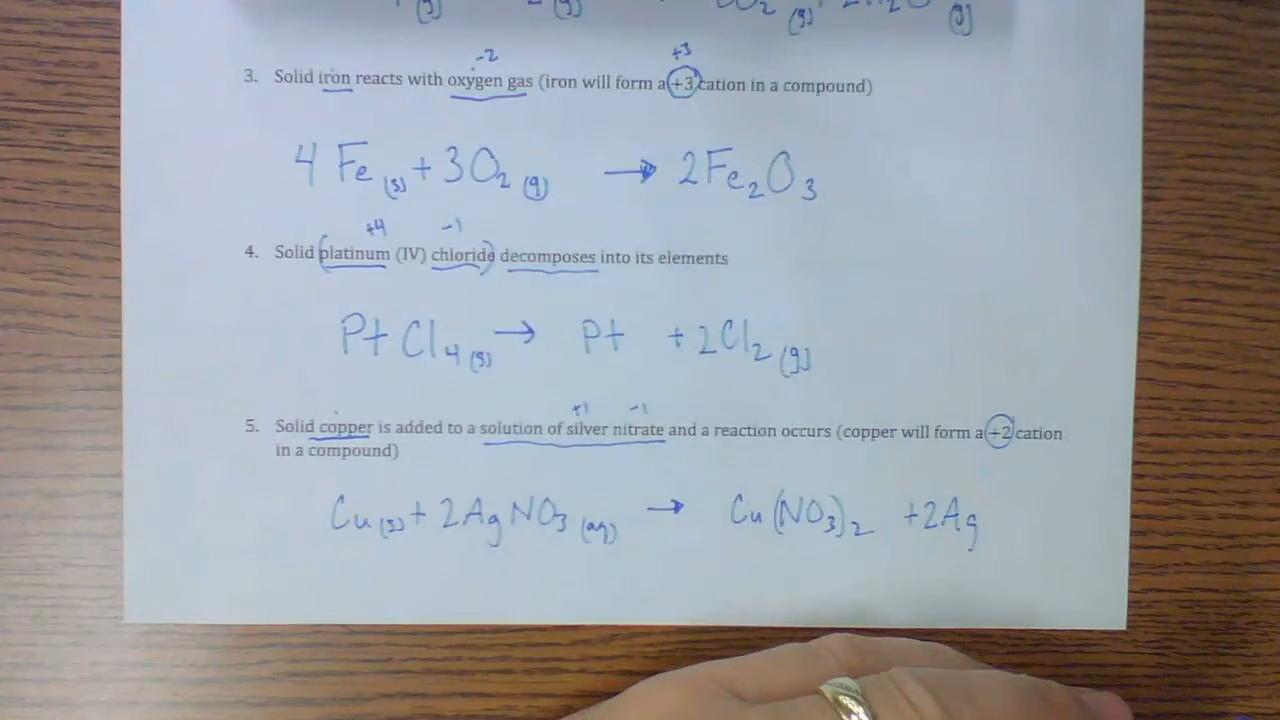 (g) 2 (g) CO2 (g) + 2H2O (g)
-2 +3
3. Solid iron reacts with oxygen gas (iron will form a +3 cation in a compound)
4 Fe (s) + 3O2 (g) → 2Fe2O3
+4 -1
4. Solid (platinum (IV) chloride) decomposes into its elements
PtCl4 (s) → Pt + 2Cl2 (g)
+1 -1
5. Solid copper is added to a solution of silver nitrate and a reaction occurs (copper will form a +2 cation
in a compound)
Cu (s) + 2AgNO3 (aq) → Cu(NO3)2 + 2Ag